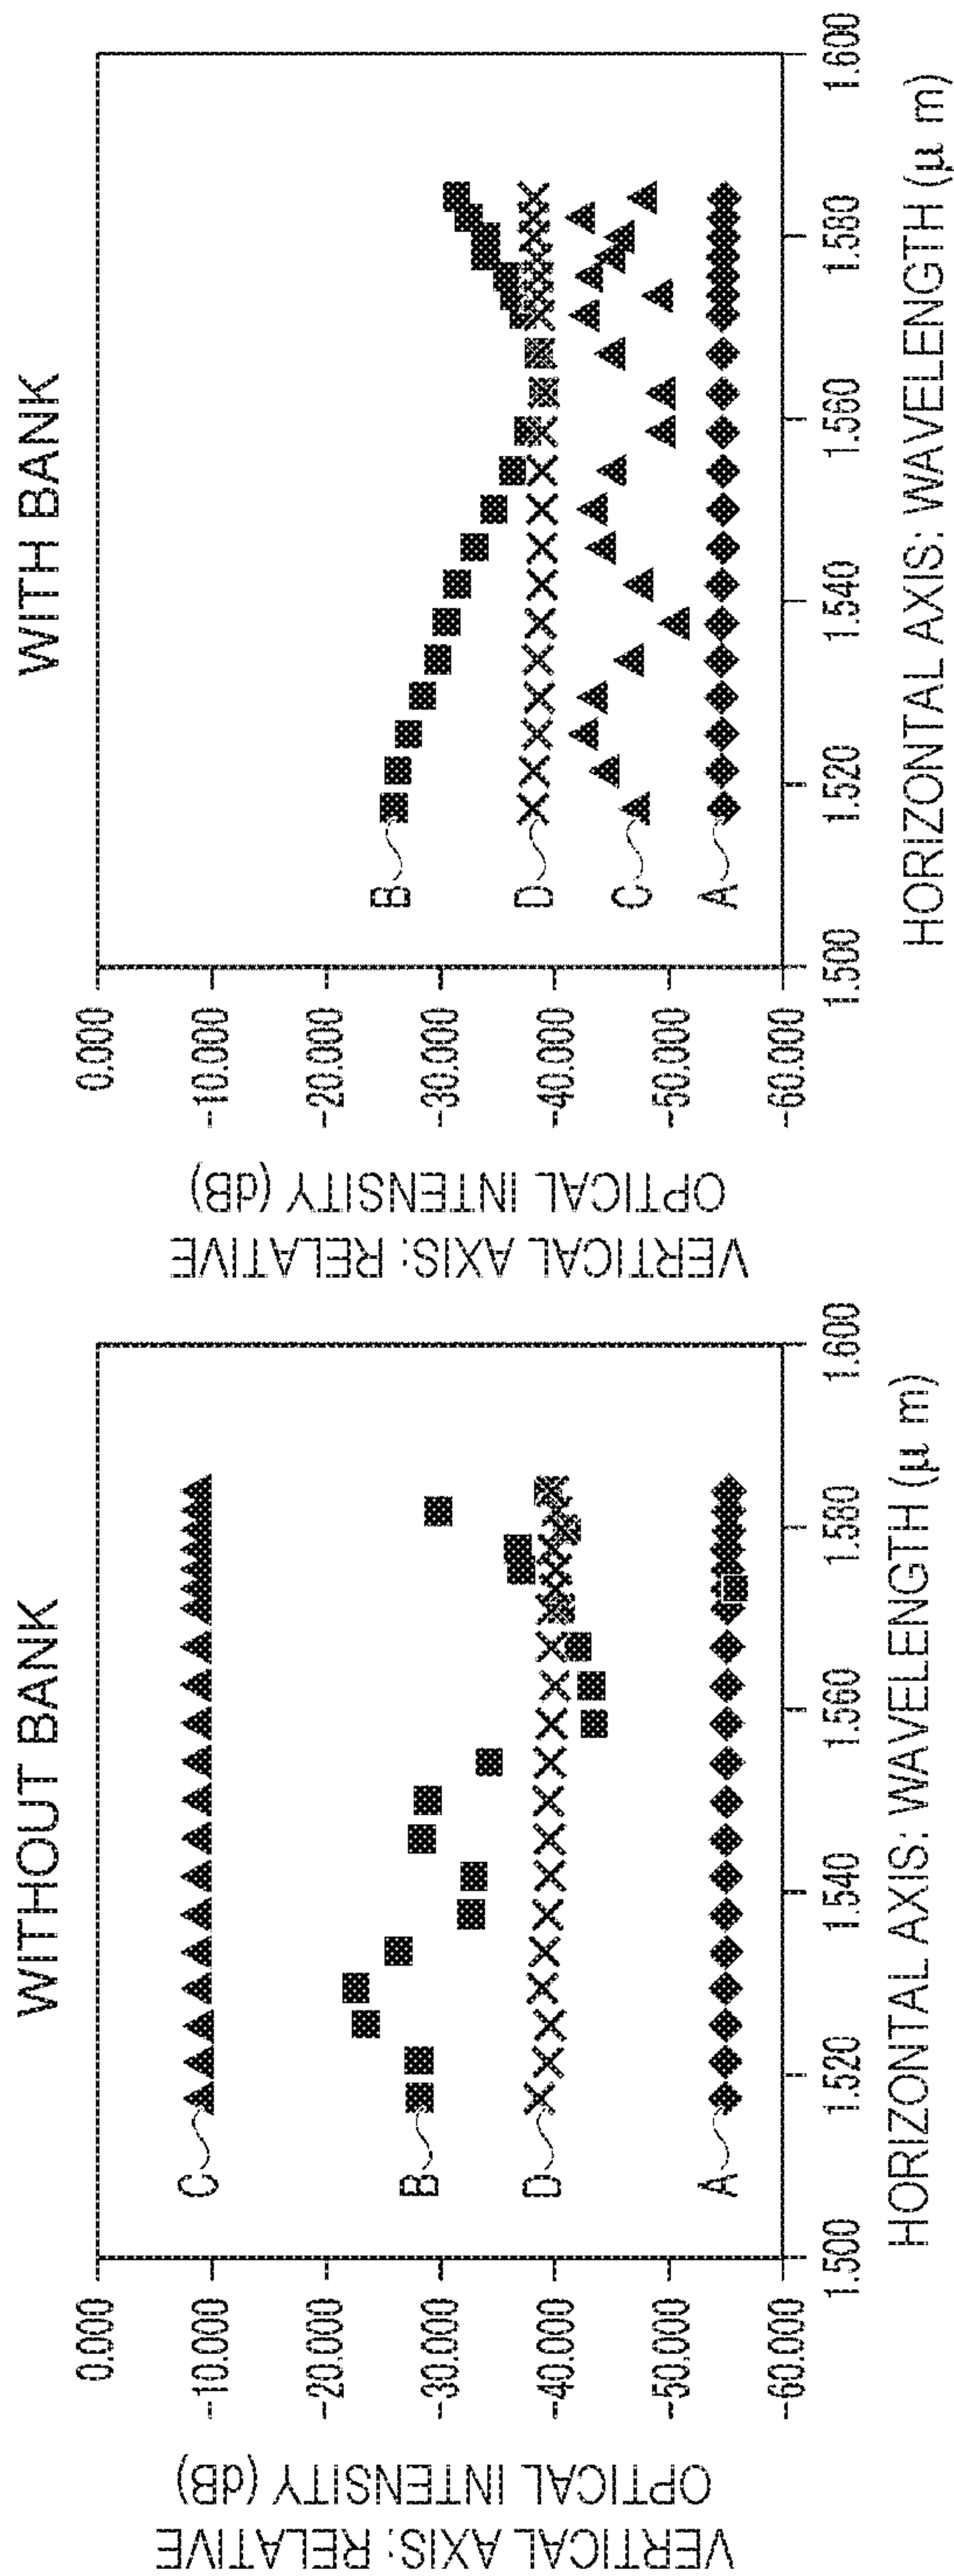 WITHOUT BANK
VERTICAL AXIS: RELATIVE
OPTICAL INTENSITY (dB)
0.000
-10.000
-20.000
-30.000
-40.000
-50.000
-60.000
C
B
D
A
1.500
1.520
1.540
1.560
1.580
1.600
HORIZONTAL AXIS: WAVELENGTH (μ m)
WITH BANK
VERTICAL AXIS: RELATIVE
OPTICAL INTENSITY (dB)
0.000
-10.000
-20.000
-30.000
-40.000
-50.000
-60.000
B
D
C
A
1.500
1.520
1.540
1.560
1.580
1.600
HORIZONTAL AXIS: WAVELENGTH (μ m)